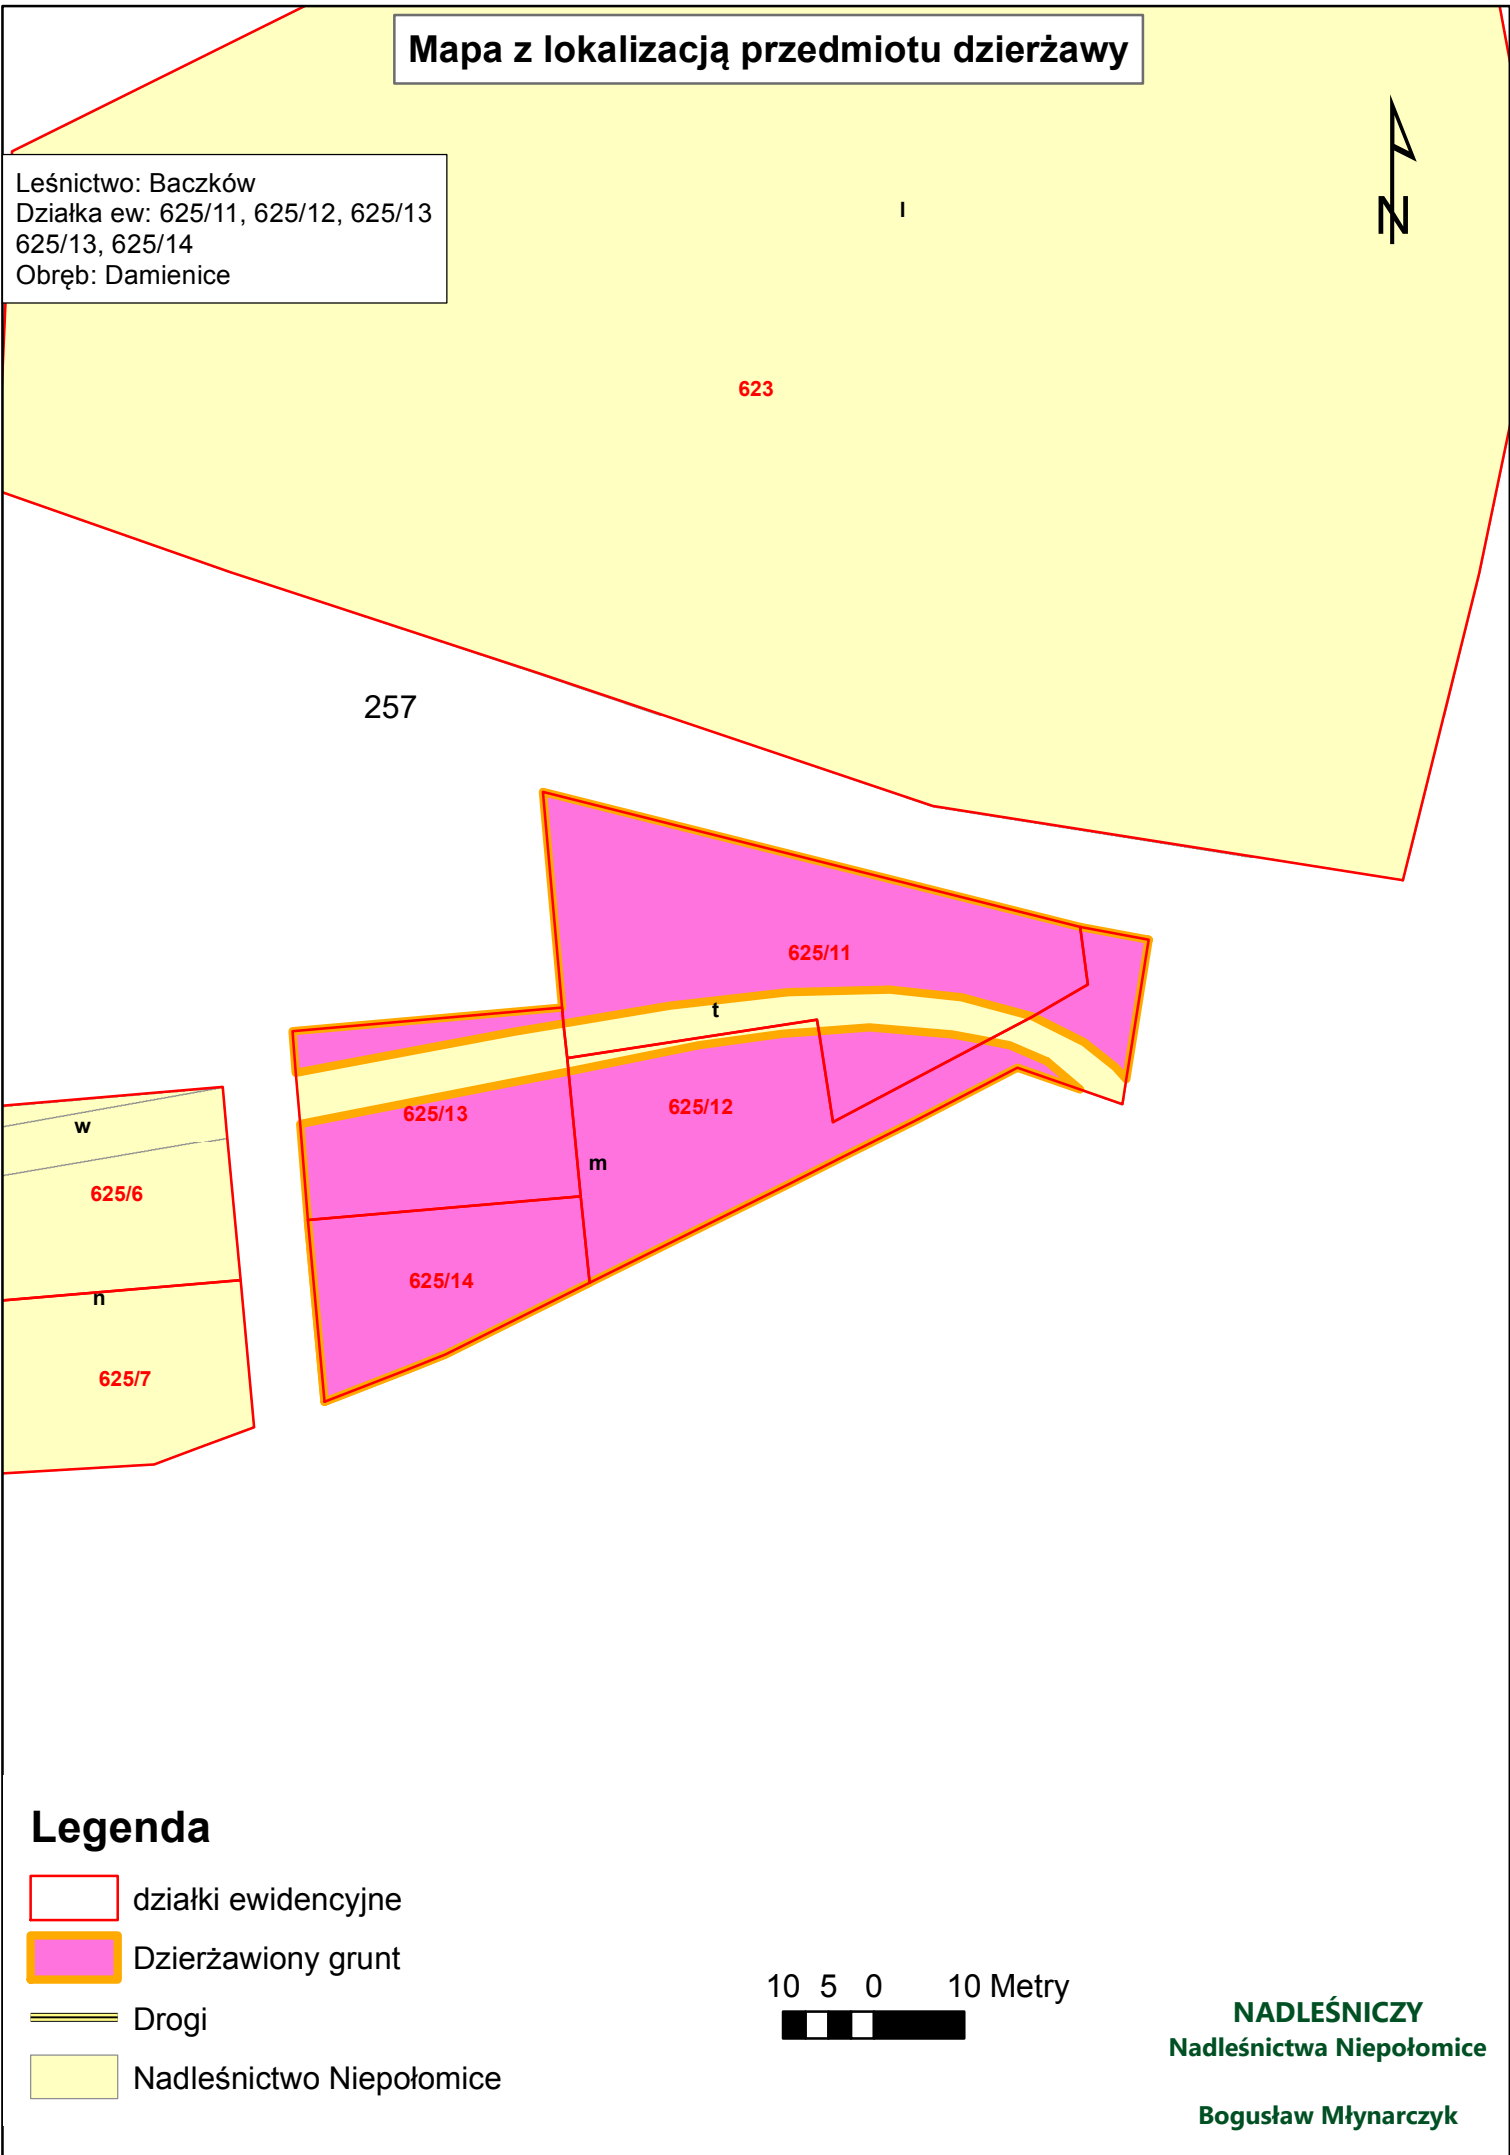 Mapa z lokalizacją przedmiotu dzierżawy
Leśnictwo: Baczków
Działka ew: 625/11, 625/12, 625/13
625/13, 625/14
Obręb: Damienice
l
N
623
257
625/11
t
625/13
625/12
w
m
625/6
625/14
n
625/7
Legenda
działki ewidencyjne
Dzierżawiony grunt
Drogi
Nadleśnictwo Niepołomice
10 5 0 10 Metry
NADLEŚNICZY
Nadleśnictwa Niepołomice
Bogusław Młynarczyk